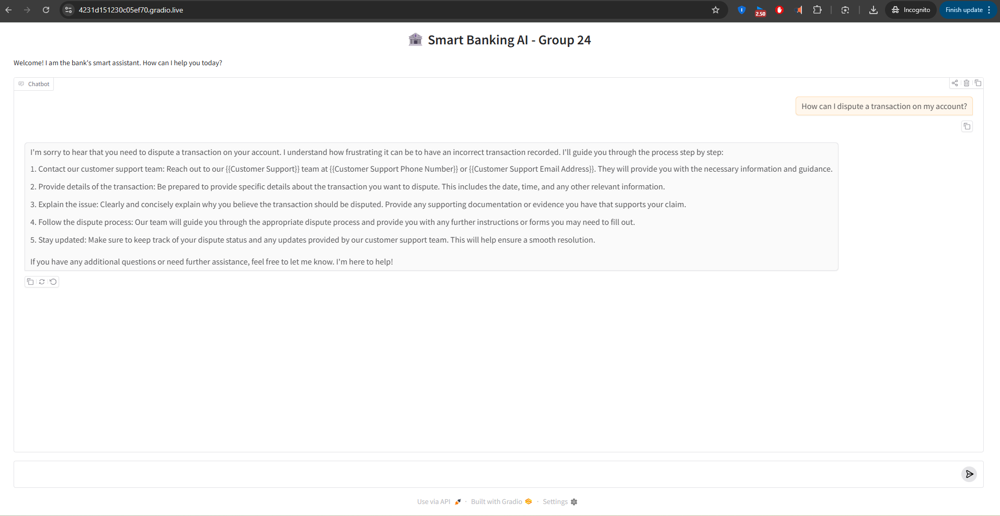 4231d151230c05ef70.gradio.live
2.50
Incognito
Finish update
Smart Banking AI - Group 24
Welcome! I am the bank's smart assistant. How can I help you today?
Chatbot
How can I dispute a transaction on my account?
I'm sorry to hear that you need to dispute a transaction on your account. I understand how frustrating it can be to have an incorrect transaction recorded. I'll guide you through the process step by step:
1. Contact our customer support team: Reach out to our {{Customer Support}} team at {{Customer Support Phone Number}} or {{Customer Support Email Address}}. They will provide you with the necessary information and guidance.
2. Provide details of the transaction: Be prepared to provide specific details about the transaction you want to dispute. This includes the date, time, and any other relevant information.
3. Explain the issue: Clearly and concisely explain why you believe the transaction should be disputed. Provide any supporting documentation or evidence you have that supports your claim.
4. Follow the dispute process: Our team will guide you through the appropriate dispute process and provide you with any further instructions or forms you may need to fill out.
5. Stay updated: Make sure to keep track of your dispute status and any updates provided by our customer support team. This will help ensure a smooth resolution.
If you have any additional questions or need further assistance, feel free to let me know. I'm here to help!
Use via API · Built with Gradio · Settings